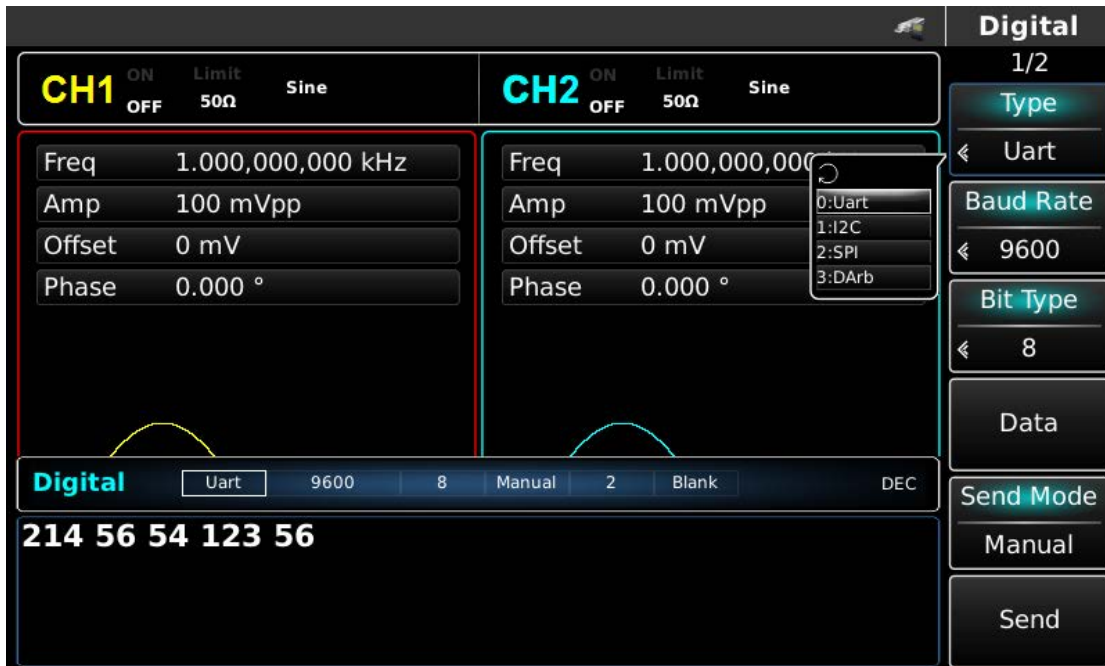 Digital
1/2
CH1 ON OFF Limit 50Ω Sine
CH2 ON OFF Limit 50Ω Sine
Freq 1.000,000,000 kHz
Amp 100 mVpp
Offset 0 mV
Phase 0.000 °
Freq 1.000,000,000
Amp 100 mVpp
Offset 0 mV
Phase 0.000 °
0:Uart
1:I2C
2:SPI
3:DArb
Type
Uart
Baud Rate
9600
Bit Type
8
Data
Send Mode
Manual
Send
Digital Uart 9600 8 Manual 2 Blank DEC
214 56 54 123 56